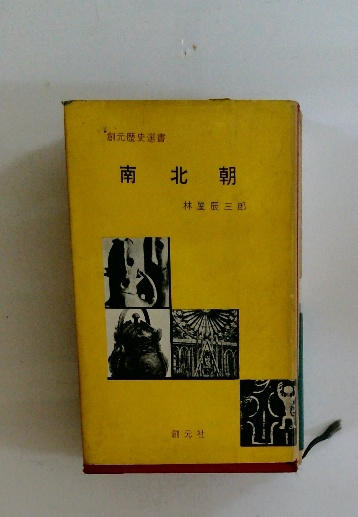 創元歴史選書
南北朝
林屋辰三郎
創元社